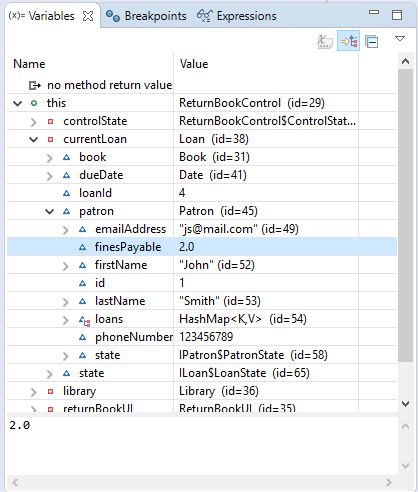 (x)= Variables Breakpoints Expressions
Name Value
no method return value
this ReturnBookControl (id=29)
controlState ReturnBookControl$ControlStat...
currentLoan Loan (id=38)
book Book (id=31)
dueDate Date (id=41)
loanId 4
patron Patron (id=45)
emailAddress "js@mail.com" (id=49)
finesPayable 2.0
firstName "John" (id=52)
id 1
lastName "Smith" (id=53)
loans HashMap<K,V> (id=54)
phoneNumber 123456789
state IPatron$PatronState (id=58)
state ILoan$LoanState (id=65)
library Library (id=36)
returnBookUI ReturnBookUI (id=35)
2.0